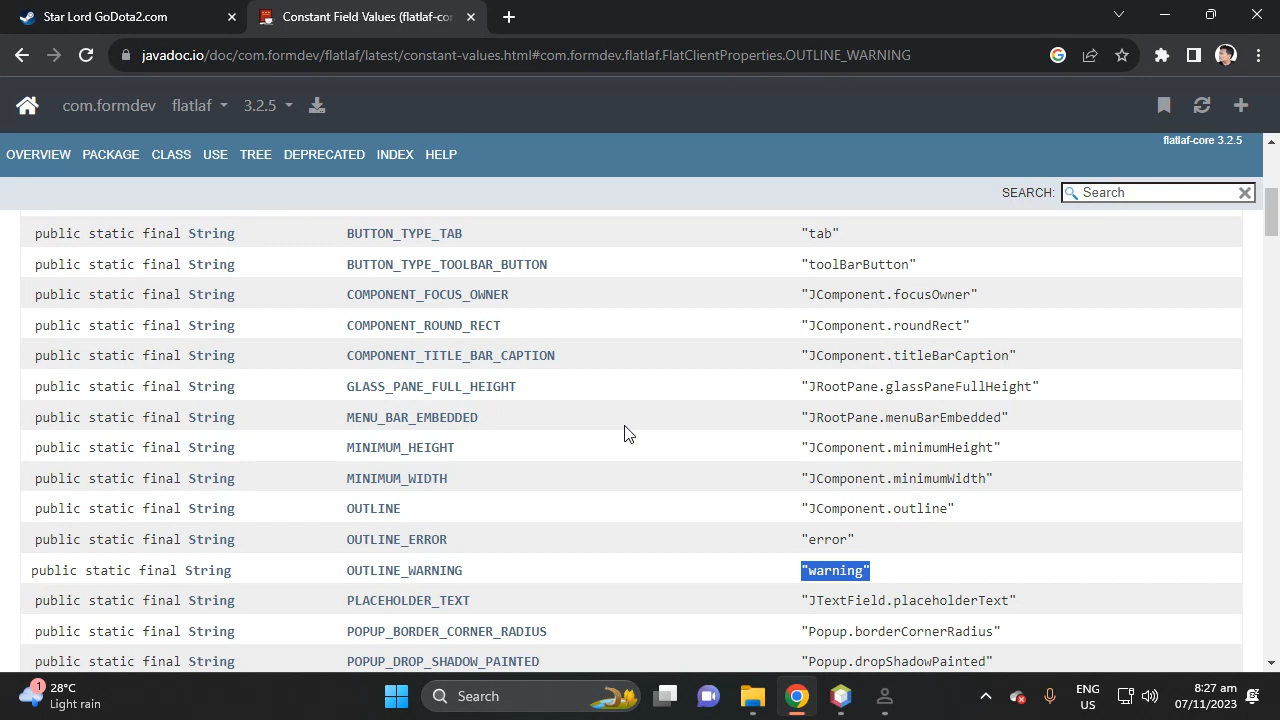 Star Lord GoDota2.com
Constant Field Values (flatlaf-cor
javadoc.io/doc/com.formdev/flatlaf/latest/constant-values.html#com.formdev.flatlaf.FlatClientProperties.OUTLINE_WARNING
com.formdev flatlaf 3.2.5
flatlaf-core 3.2.5
OVERVIEW PACKAGE CLASS USE TREE DEPRECATED INDEX HELP
SEARCH: Search
public static final String BUTTON_TYPE_TAB "tab"
public static final String BUTTON_TYPE_TOOLBAR_BUTTON "toolBarButton"
public static final String COMPONENT_FOCUS_OWNER "JComponent.focusOwner"
public static final String COMPONENT_ROUND_RECT "JComponent.roundRect"
public static final String COMPONENT_TITLE_BAR_CAPTION "JComponent.titleBarCaption"
public static final String GLASS_PANE_FULL_HEIGHT "JRootPane.glassPaneFullHeight"
public static final String MENU_BAR_EMBEDDED "JRootPane.menuBarEmbedded"
public static final String MINIMUM_HEIGHT "JComponent.minimumHeight"
public static final String MINIMUM_WIDTH "JComponent.minimumWidth"
public static final String OUTLINE "JComponent.outline"
public static final String OUTLINE_ERROR "error"
public static final String OUTLINE_WARNING "warning"
public static final String PLACEHOLDER_TEXT "JTextField.placeholderText"
public static final String POPUP_BORDER_CORNER_RADIUS "Popup.borderCornerRadius"
public static final String POPUP_DROP_SHADOW_PAINTED "Popup.dropShadowPainted"
1
28°C
Light rain
Search
ENG
US
8:27 am
07/11/2023